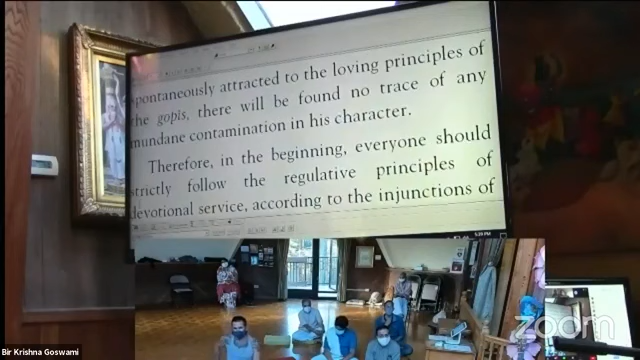 spontaneously attracted to the loving principles of
the gopīs, there will be found no trace of any
mundane contamination in his character.
Therefore, in the beginning, everyone should
strictly follow the regulative principles of
devotional service, according to the injunctions of
Bir Krishna Goswami
zoom